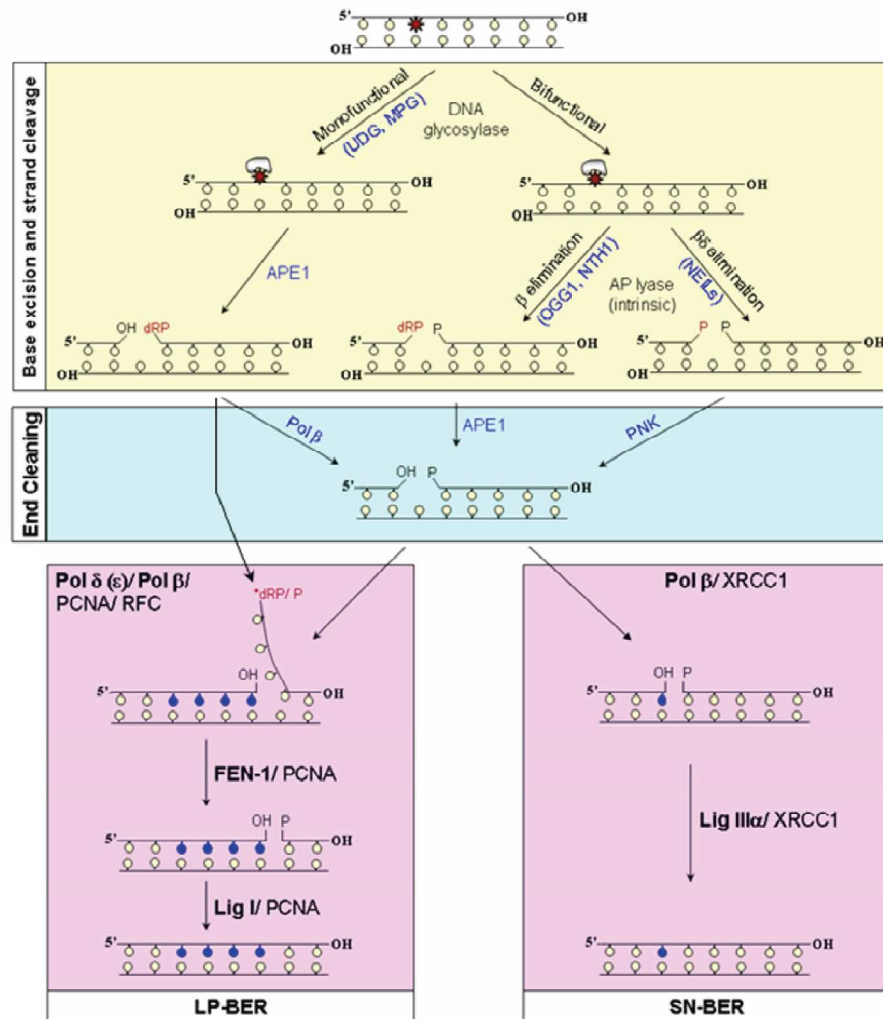 5' OH
OH
Base excision and strand cleavage
Monofunctional
(UDG, MPG)
DNA
glycosylase
Bifunctional
5' OH
OH
5' OH
OH
APE1
β elimination
(OGG1, NTH1)
AP lyase
(intrinsic)
βδ elimination
(NEILs)
OH dRP
5' OH
OH
dRP P
5' OH
OH
P P
5' OH
OH
End Cleaning
Pol β
APE1
PNK
OH P
5' OH
Pol δ (ε)/ Pol β/
PCNA/ RFC
*dRP/ P
OH
5' OH
FEN-1/ PCNA
OH P
5' OH
Lig I/ PCNA
5' OH
LP-BER
Pol β/ XRCC1
OH P
5' OH
Lig IIIα/ XRCC1
5' OH
SN-BER